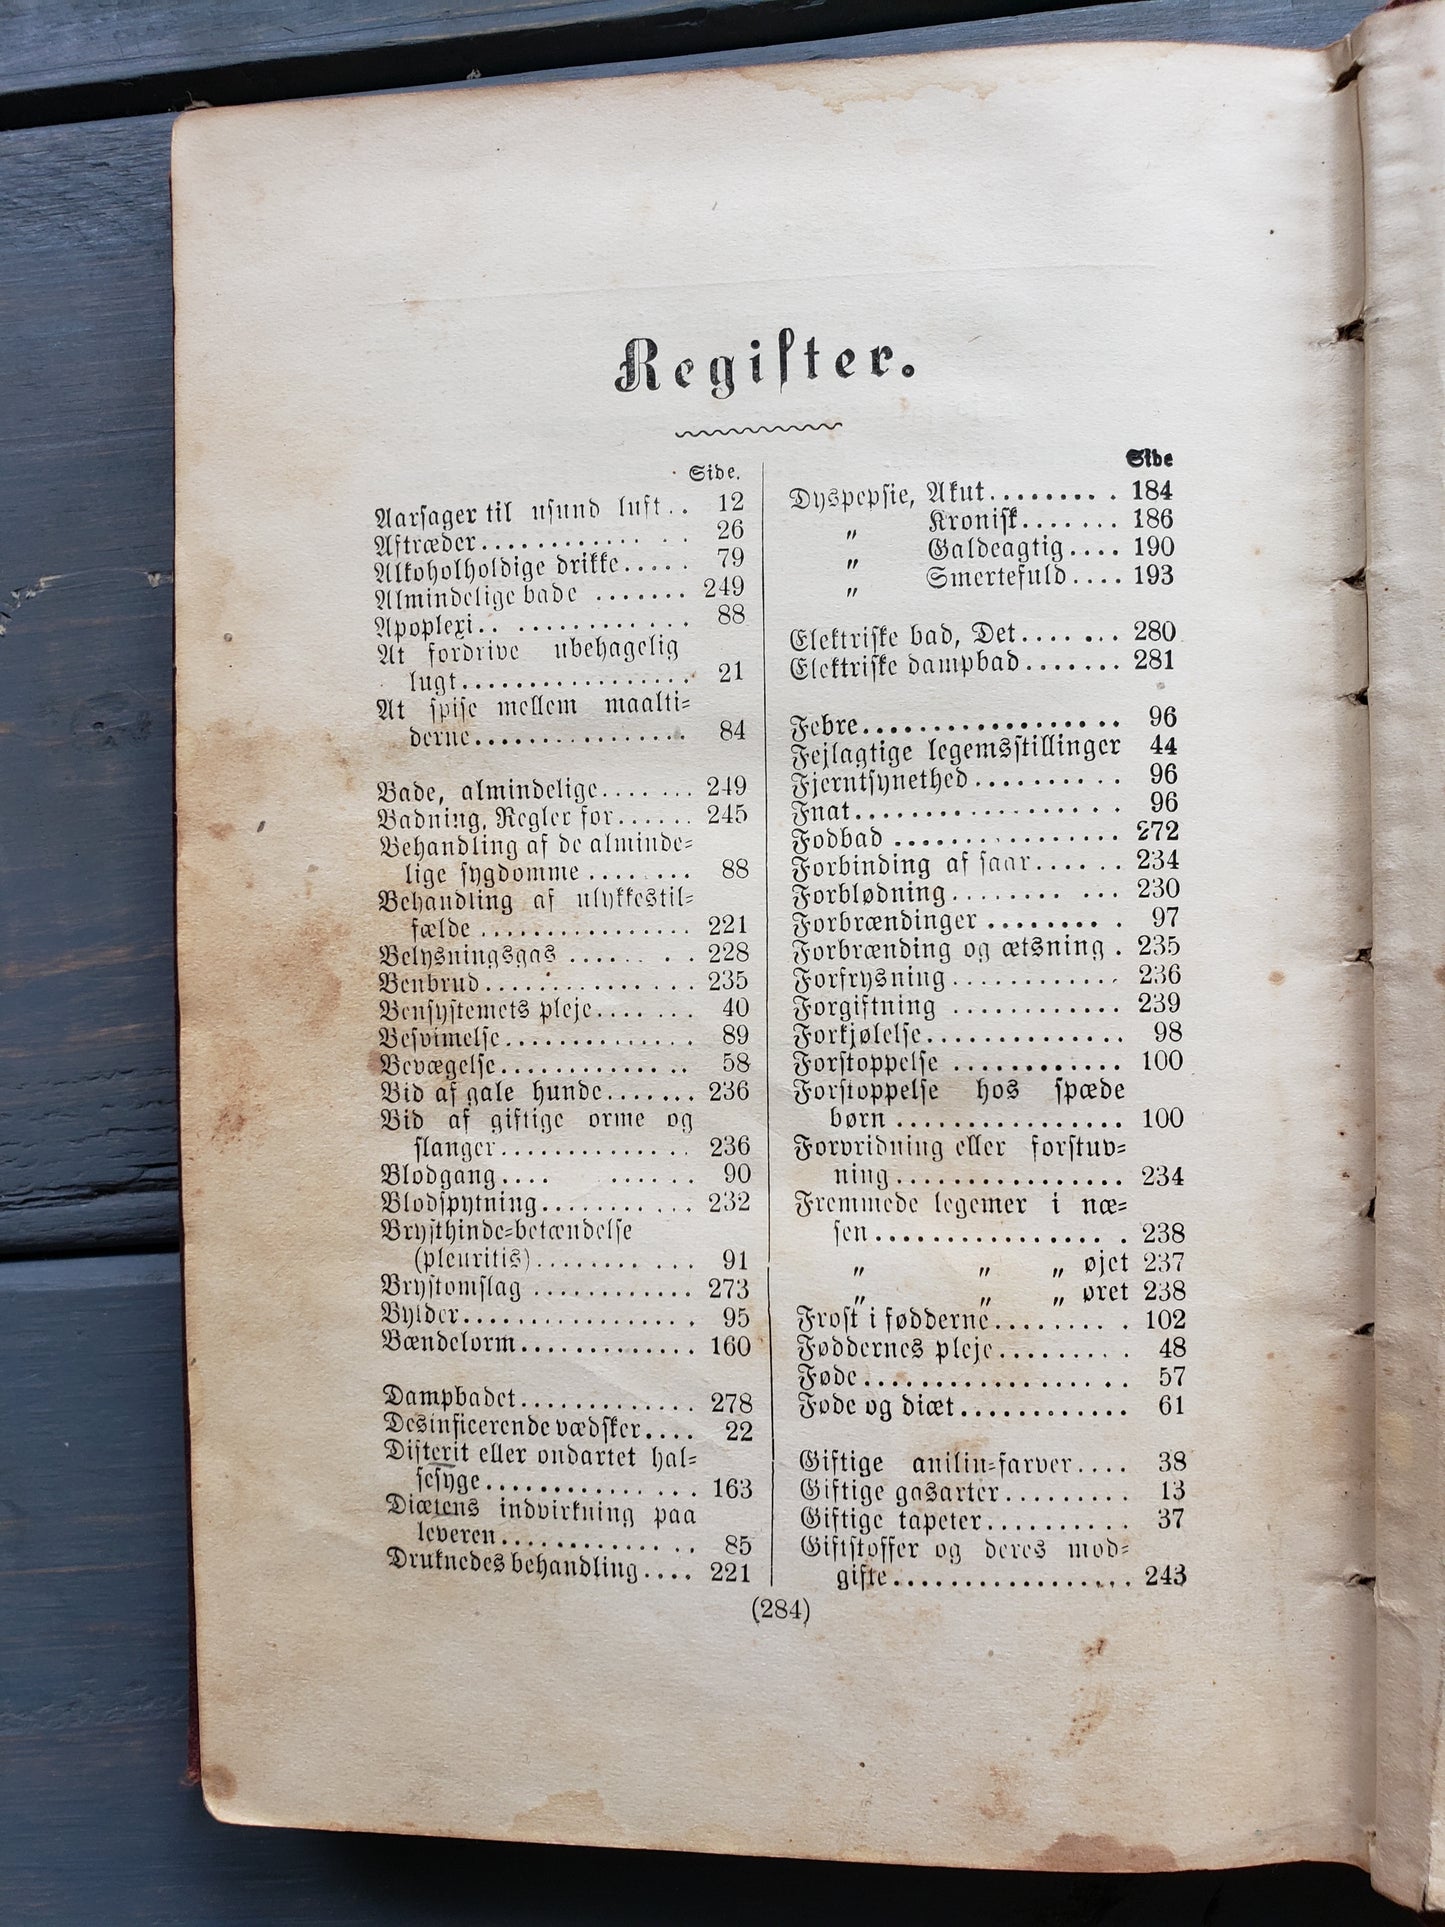 Register.
Side.
Aarsager til usund luft.. 12
Aftræder............ . . 26
Alkoholholdige drikke..... 79
Almindelige bade ....... 249
Apoplexi.. ............. 88
At fordrive ubehagelig
lugt................. 21
At spise mellem maalti=
derne................ 84
Bade, almindelige....... 249
Badning, Regler for...... 245
Behandling af de alminde=
lige sygdomme ........ 88
Behandling af ulykkestil=
fælde ................ 221
Belysningsgas ...... . . 228
Benbrud................ 235
Bensystemets pleje....... 40
Besvimelse.............. 89
Bevægelse............. .. 58
Bid af gale hunde....... 236
Bid af giftige orme og
slanger.............. 236
Blodgang.... ...... 90
Blodspytning............ 232
Brysthinde=betændelse
(pleuritis)........ ... 91
Brystomslag ............ 273
Bylder.................. 95
Bændelorm............. 160
Dampbadet............. 278
Desinficerende vædsker.... 22
Difterit eller ondartet hal=
sesyge................ 163
Diætens indvirkning paa
leveren............... 85
Druknedes behandling.... 221
Side
Dyspepsie, Akut......... . 184
„ Kronisk....... 186
„ Galdeagtig.... 190
„ Smertefuld.... 193
Elektriske bad, Det....... 280
Elektriske dampbad....... 281
Febre................... 96
Fejlagtige legemsstillinger 44
Fjerntsynethed.......... 96
Fnat................... 96
Fodbad ................ 272
Forbinding af saar...... 234
Forblødning........ ... 230
Forbrændinger ........ . 97
Forbrænding og ætsning . 235
Forfrysning............ 236
Forgiftning ............ 239
Forkjølelse.............. 98
Forstoppelse ............ 100
Forstoppelse hos spæde
børn ................ 100
Forvridning eller forstuv=
ning................. 234
Fremmede legemer i næ=
sen................ . 238
„ „ „ øjet 237
„ „ „ øret 238
Frost i fødderne........ . 102
Føddernes pleje.......... 48
Føde................... 57
Føde og diæt............ 61
Giftige anilin=farver.... 38
Giftige gasarter......... 13
Giftige tapeter.......... 37
Giftstoffer og deres mod=
gifte................. 243
(284)